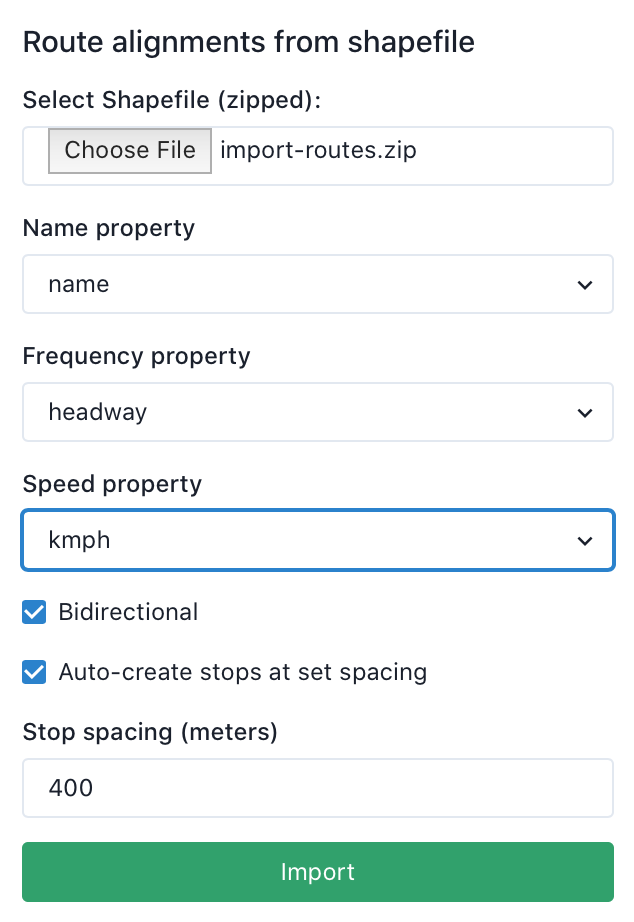 Route alignments from shapefile
Select Shapefile (zipped):
Choose File import-routes.zip
Name property
name
Frequency property
headway
Speed property
kmph
Bidirectional
Auto-create stops at set spacing
Stop spacing (meters)
400
Import